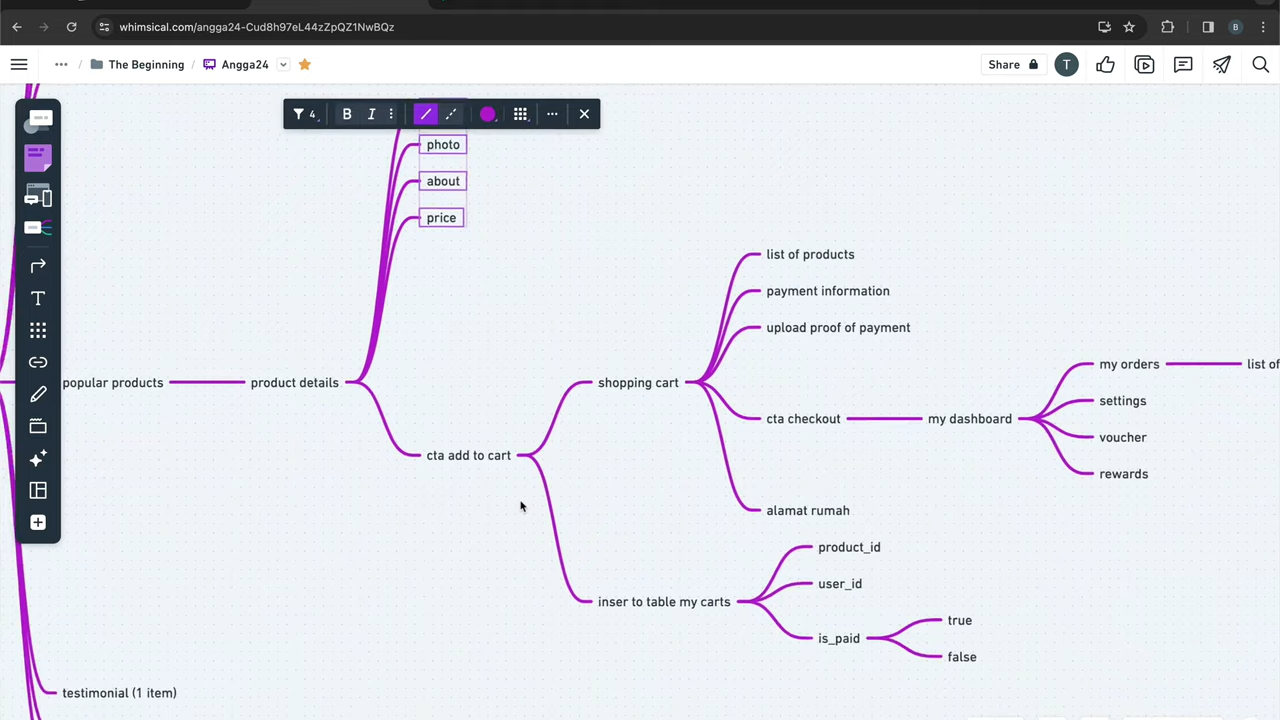 whimsical.com/angga24-Cud8h97eL44zZpQZ1NwBQz
B
... / The Beginning / Angga24
Share
T
4
B I
photo
about
price
list of products
payment information
upload proof of payment
my orders
list of
popular products
product details
shopping cart
settings
cta checkout
my dashboard
voucher
cta add to cart
rewards
alamat rumah
product_id
user_id
inser to table my carts
true
is_paid
false
testimonial (1 item)